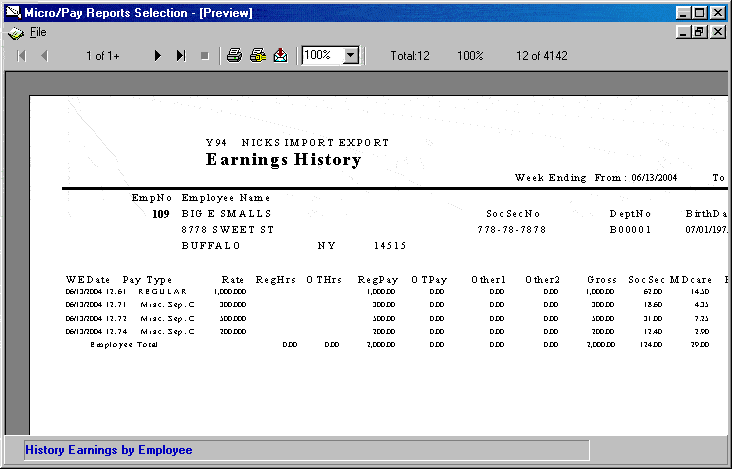 Micro/Pay Reports Selection - [Preview]
File
1 of 1+ 100% Total:12 100% 12 of 4142
Y94 NICKS IMPORT EXPORT
Earnings History
Week Ending From : 06/13/2004 To
EmpNo Employee Name
109 BIG E SMALLS SocSecNo DeptNo BirthDa
8778 SWEET ST 778-78-7878 B00001 07/01/197
BUFFALO NY 14515
WEDate Pay Type Rate RegHrs OTHrs RegPay OTPay Other1 Other2 Gross SocSec MDcare
06/13/2004 12.61 REGULAR 1,000.000 1,000.00 0.00 0.00 0.00 1,000.00 62.00 14.50
06/13/2004 12.71 Misc. Sep. C 300.000 300.00 0.00 0.00 0.00 300.00 18.60 4.35
06/13/2004 12.72 Misc. Sep. C 500.000 500.00 0.00 0.00 0.00 500.00 31.00 7.25
06/13/2004 12.74 Misc. Sep. C 200.000 200.00 0.00 0.00 0.00 200.00 12.40 2.90
Employee Total 0.00 0.00 2,000.00 0.00 0.00 0.00 2,000.00 124.00 29.00
History Earnings by Employee